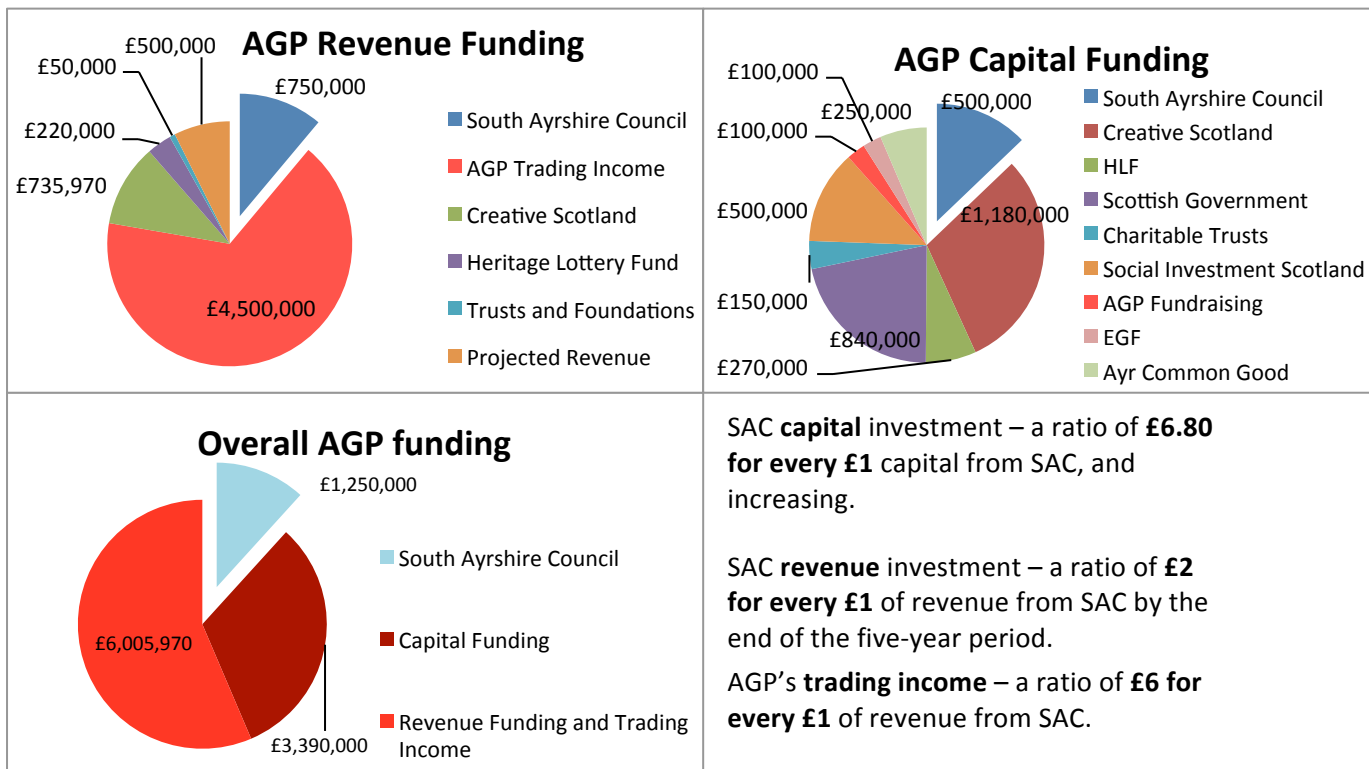 AGP Revenue Funding
£500,000
£50,000
£220,000
£735,970
£750,000
£4,500,000
South Ayrshire Council
AGP Trading Income
Creative Scotland
Heritage Lottery Fund
Trusts and Foundations
Projected Revenue
AGP Capital Funding
£100,000
£250,000
£500,000
£100,000
£1,180,000
£500,000
£150,000
£840,000
£270,000
South Ayrshire Council
Creative Scotland
HLF
Scottish Government
Charitable Trusts
Social Investment Scotland
AGP Fundraising
EGF
Ayr Common Good
Overall AGP funding
£1,250,000
£6,005,970
£3,390,000
South Ayrshire Council
Capital Funding
Revenue Funding and Trading
Income
SAC capital investment – a ratio of £6.80
for every £1 capital from SAC, and
increasing.
SAC revenue investment – a ratio of £2
for every £1 of revenue from SAC by the
end of the five-year period.
AGP’s trading income – a ratio of £6 for
every £1 of revenue from SAC.